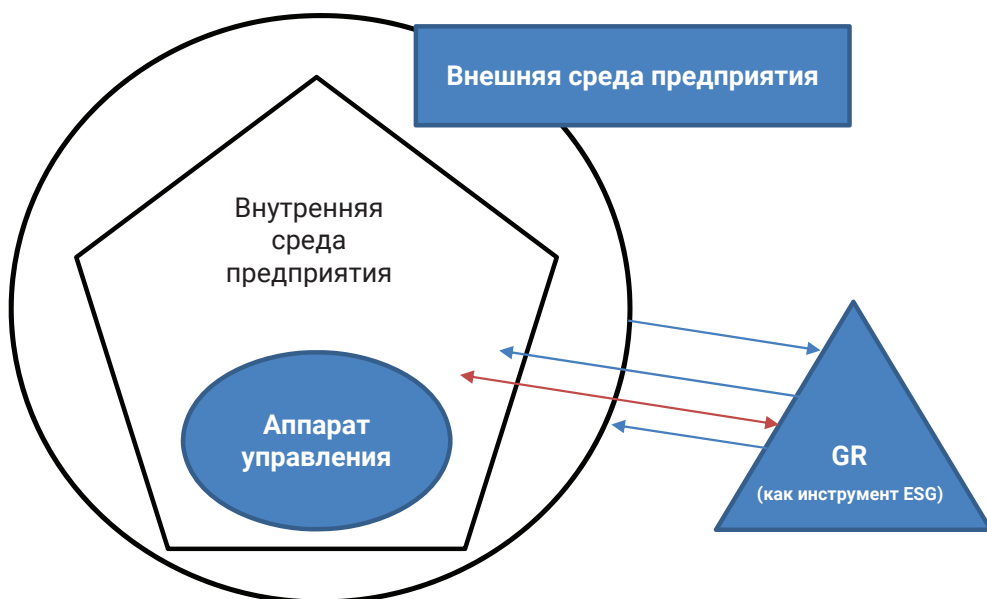 Внешняя среда предприятия
Внутренняя
среда
предприятия
Аппарат
управления
GR
(как инструмент ESG)